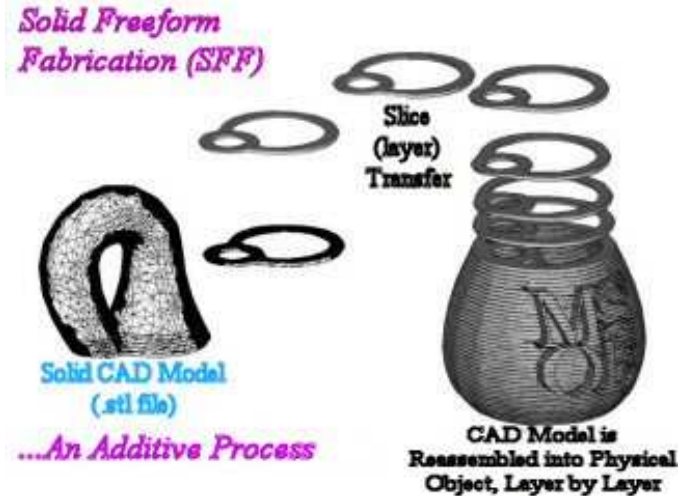 Solid Freeform
Fabrication (SFF)
Slice
(layer)
Transfer
Solid CAD Model
(.stl file)
...An Additive Process
CAD Model is
Reassembled into Physical
Object, Layer by Layer